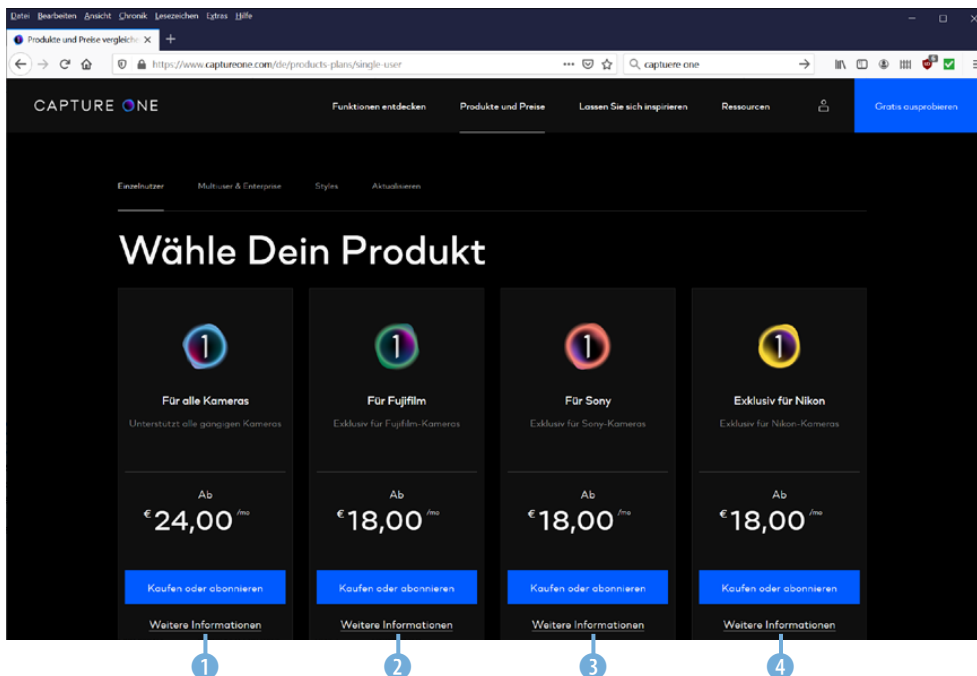 Datei Bearbeiten Ansicht Chronik Lesezeichen Extras Hilfe
Produkte und Preise vergleiche
https://www.captureone.com/de/products-plans/single-user
captuere one
CAPTURE ONE
Funktionen entdecken
Produkte und Preise
Lassen Sie sich inspirieren
Ressourcen
Gratis ausprobieren
Einzelnutzer
Multiuser & Enterprise
Styles
Aktualisieren
Wähle Dein Produkt
1
Für alle Kameras
Unterstützt alle gängigen Kameras
Ab
€24,00 /mo
Kaufen oder abonnieren
Weitere Informationen
1
1
Für Fujifilm
Exklusiv für Fujifilm-Kameras
Ab
€18,00 /mo
Kaufen oder abonnieren
Weitere Informationen
2
1
Für Sony
Exklusiv für Sony-Kameras
Ab
€18,00 /mo
Kaufen oder abonnieren
Weitere Informationen
3
1
Exklusiv für Nikon
Exklusiv für Nikon-Kameras
Ab
€18,00 /mo
Kaufen oder abonnieren
Weitere Informationen
4